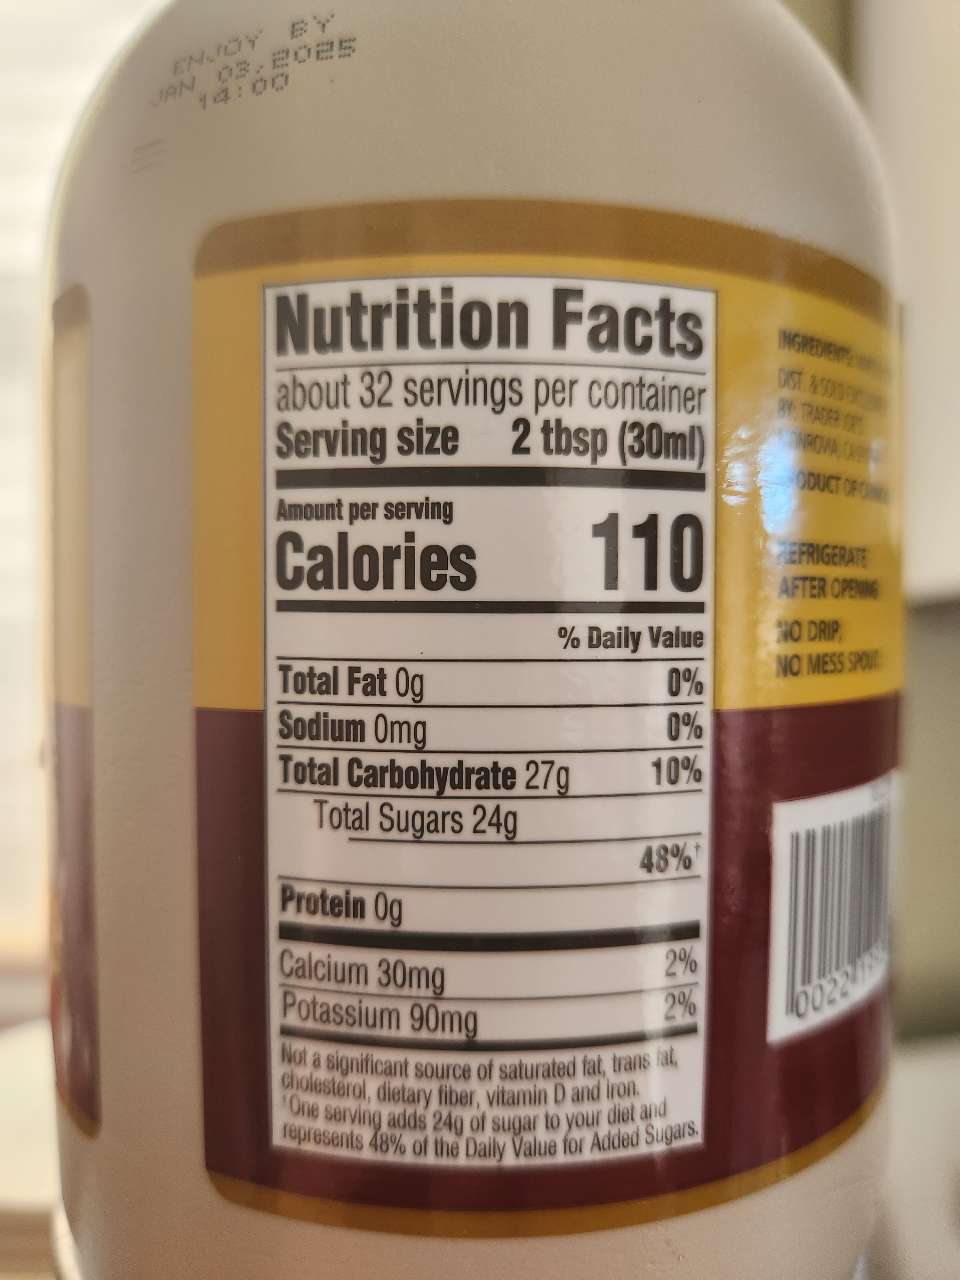 ENJOY BY
JAN 03, 2025
14:00
Nutrition Facts
about 32 servings per container
Serving size 2 tbsp (30ml)
Amount per serving
Calories 110
% Daily Value
Total Fat 0g 0%
Sodium 0mg 0%
Total Carbohydrate 27g 10%
Total Sugars 24g
48%†
Protein 0g
Calcium 30mg 2%
Potassium 90mg 2%
Not a significant source of saturated fat, trans fat,
cholesterol, dietary fiber, vitamin D and iron.
†One serving adds 24g of sugar to your diet and
represents 48% of the Daily Value for Added Sugars.
INGREDIENTS:
DIST. & SOLD
BY: TRADER JOE'S
MONROVIA, CA
PRODUCT OF
REFRIGERATE
AFTER OPENING
NO DRIP,
NO MESS SPOUT
0022